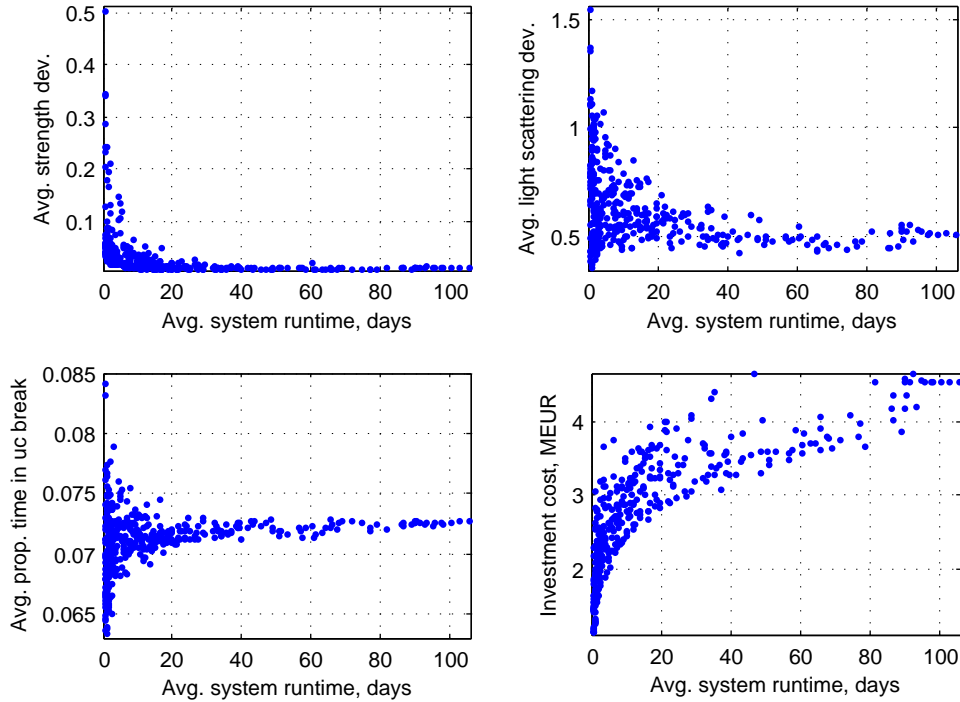 0.5
0.4
0.3
0.2
0.1
0 20 40 60 80 100
Avg. system runtime, days
Avg. strength dev.
1.5
1
0.5
0 20 40 60 80 100
Avg. system runtime, days
Avg. light scattering dev.
0.085
0.08
0.075
0.07
0.065
0 20 40 60 80 100
Avg. system runtime, days
Avg. prop. time in uc break
4
3
2
0 20 40 60 80 100
Avg. system runtime, days
Investment cost, MEUR